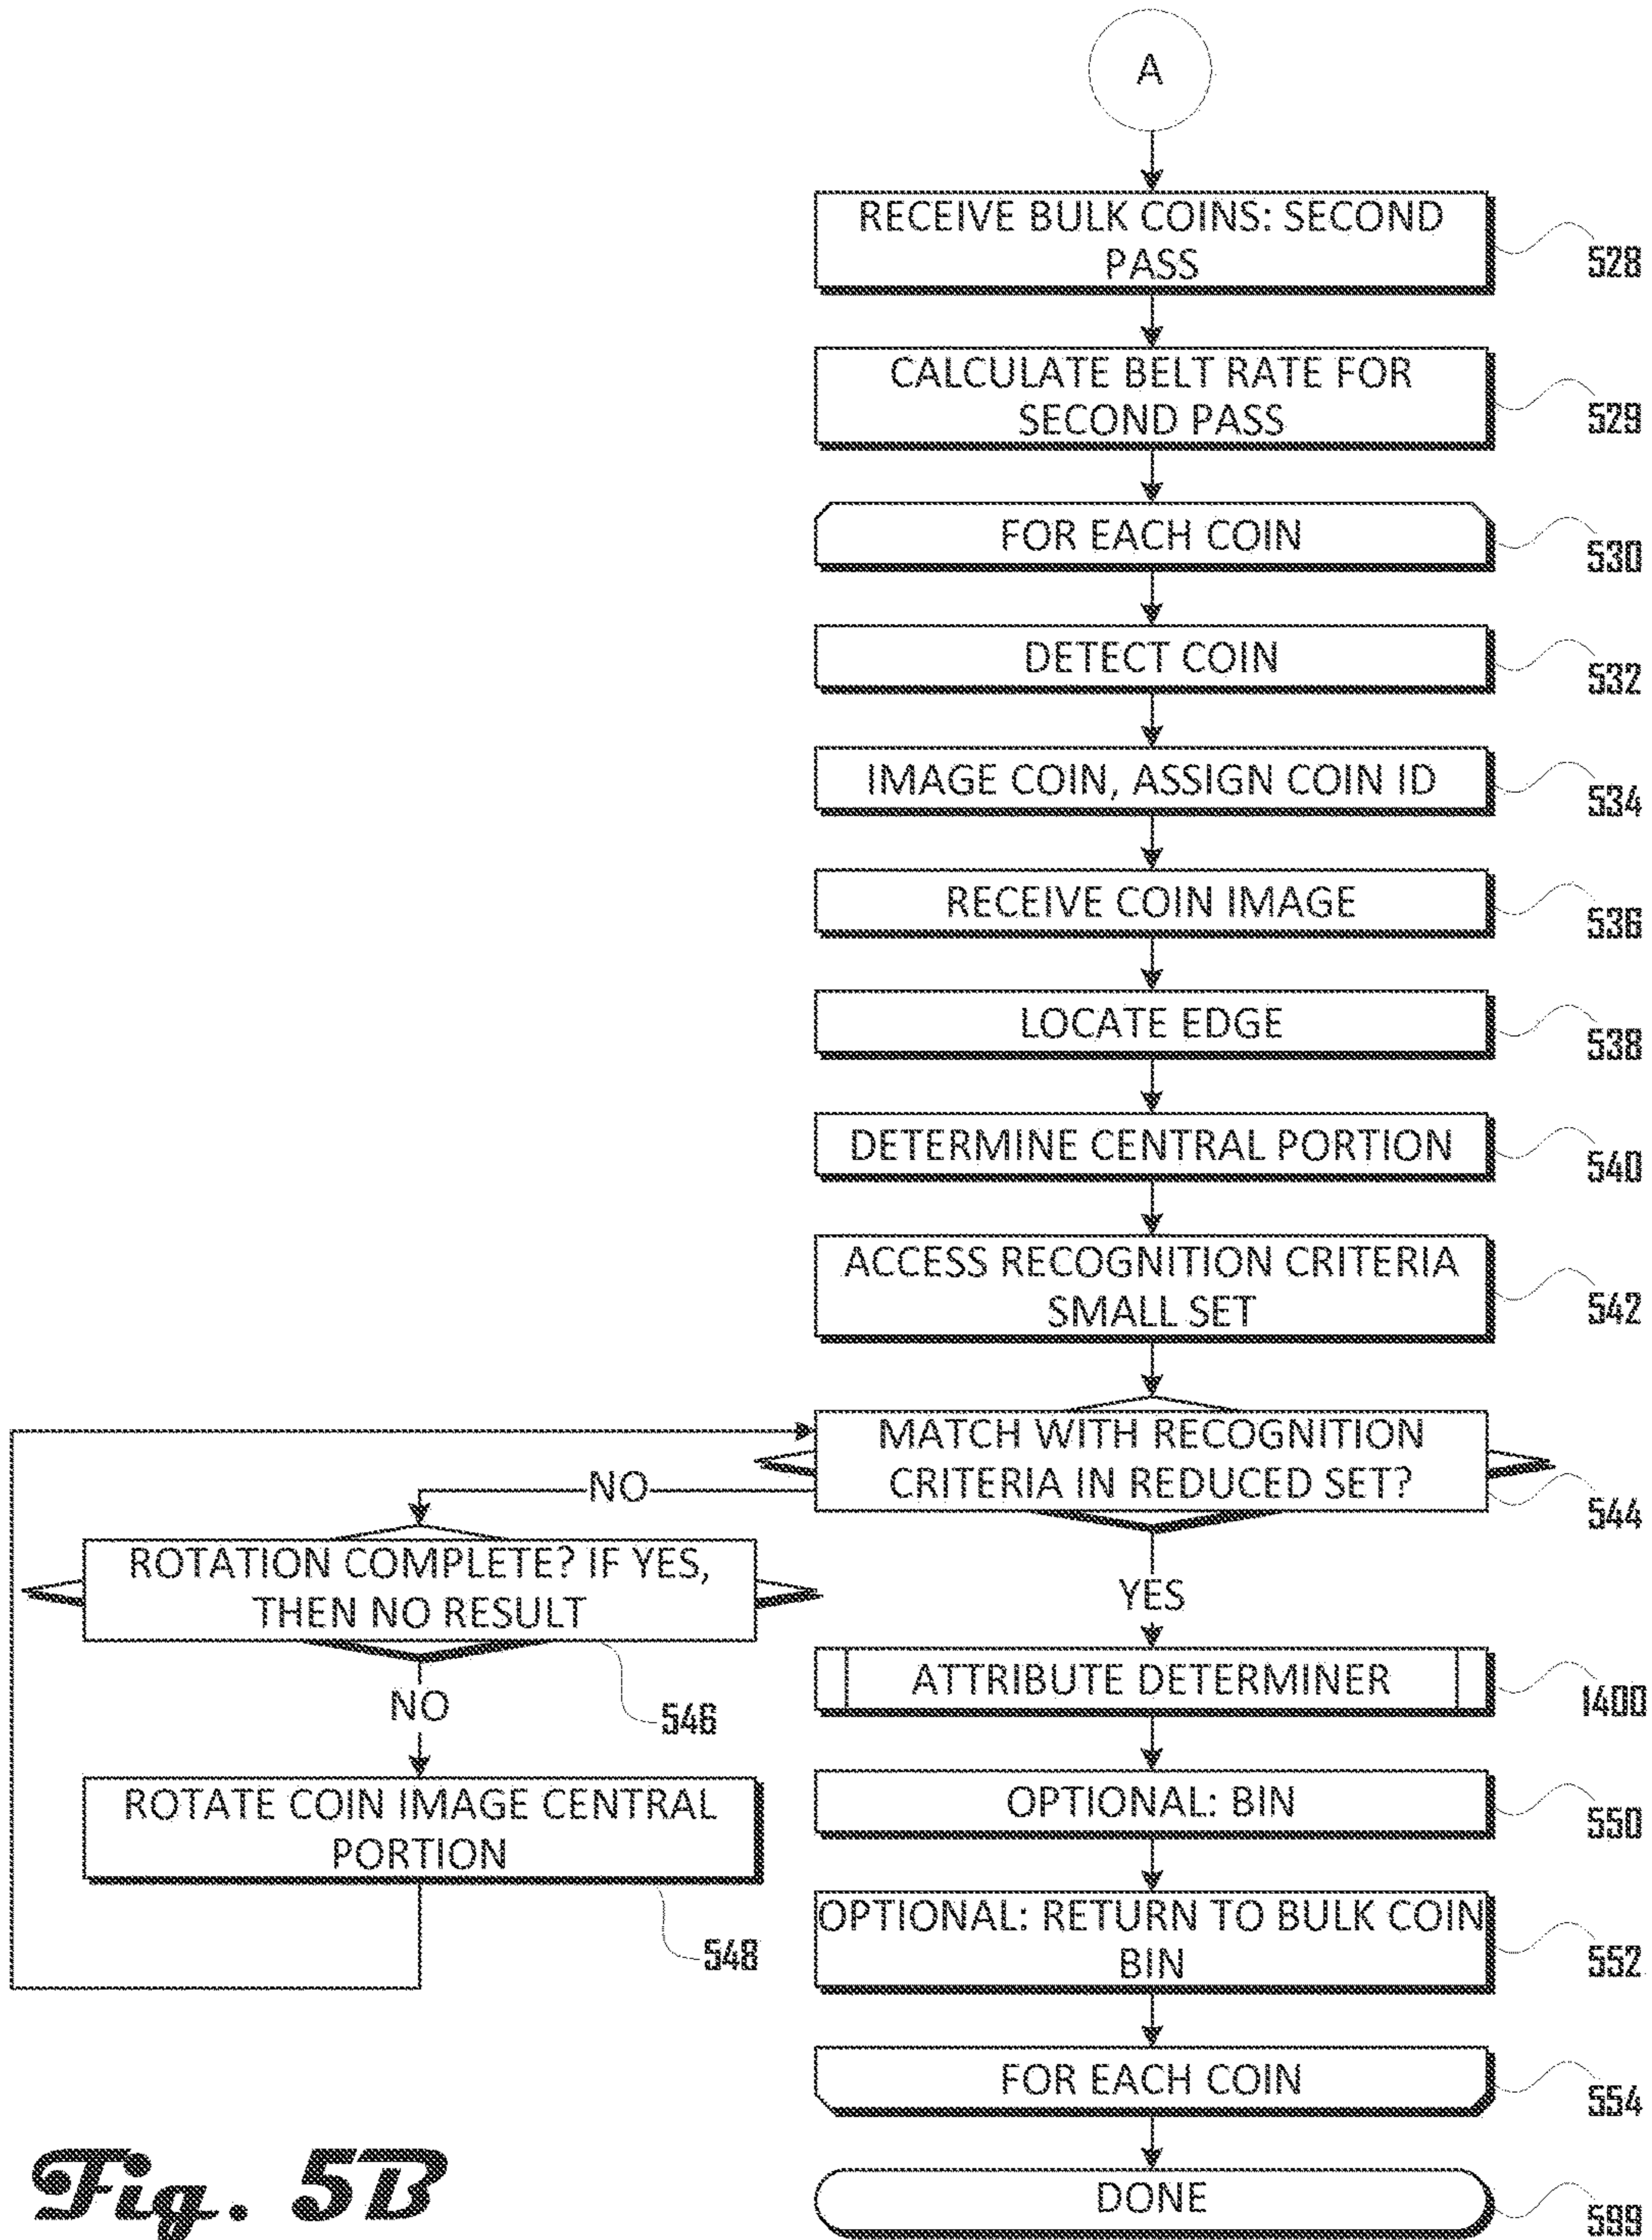 A
RECEIVE BULK COINS: SECOND
PASS
528
CALCULATE BELT RATE FOR
SECOND PASS
529
FOR EACH COIN
530
DETECT COIN
532
IMAGE COIN, ASSIGN COIN ID
534
RECEIVE COIN IMAGE
536
LOCATE EDGE
538
DETERMINE CENTRAL PORTION
540
ACCESS RECOGNITION CRITERIA
SMALL SET
542
MATCH WITH RECOGNITION
CRITERIA IN REDUCED SET?
544
NO
ROTATION COMPLETE? IF YES,
THEN NO RESULT
546
NO
ROTATE COIN IMAGE CENTRAL
PORTION
548
YES
ATTRIBUTE DETERMINER
1400
OPTIONAL: BIN
550
OPTIONAL: RETURN TO BULK COIN
BIN
552
FOR EACH COIN
554
DONE
599
Fig. 5B